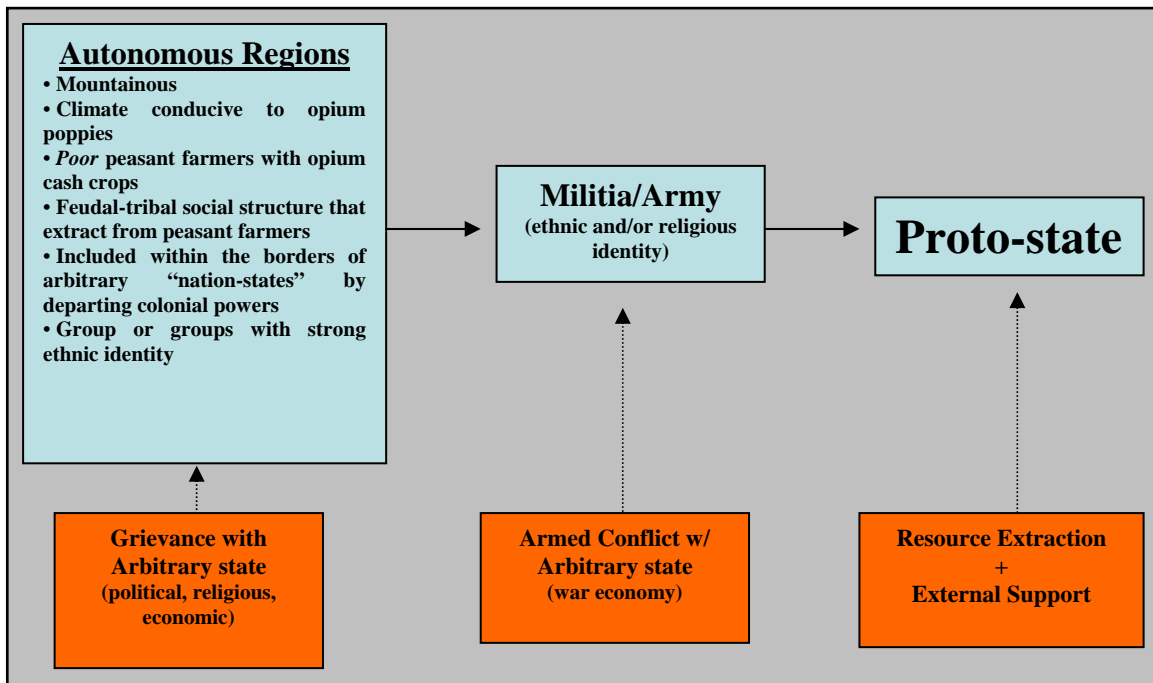 Autonomous Regions
• Mountainous
• Climate conducive to opium
poppies
• Poor peasant farmers with opium
cash crops
• Feudal-tribal social structure that
extract from peasant farmers
• Included within the borders of
arbitrary “nation-states” by
departing colonial powers
• Group or groups with strong
ethnic identity
Militia/Army
(ethnic and/or religious
identity)
Proto-state
Grievance with
Arbitrary state
(political, religious,
economic)
Armed Conflict w/
Arbitrary state
(war economy)
Resource Extraction
+
External Support